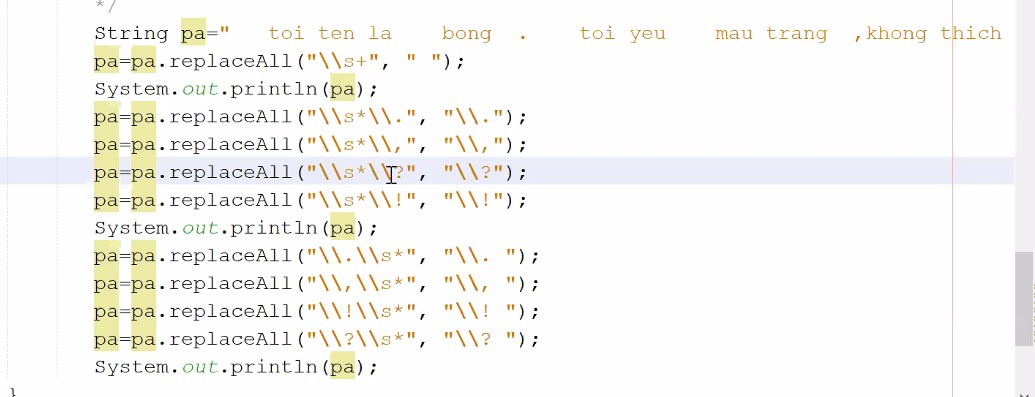 */
String pa="   toi ten la    bong  .    toi yeu    mau trang  ,khong thich
pa=pa.replaceAll("\\s+", " ");
System.out.println(pa);
pa=pa.replaceAll("\\s*\\.", "\\.");
pa=pa.replaceAll("\\s*\\,", "\\,");
pa=pa.replaceAll("\\s*\\?", "\\?");
pa=pa.replaceAll("\\s*\\!", "\\!");
System.out.println(pa);
pa=pa.replaceAll("\\.\\s*", "\\. ");
pa=pa.replaceAll("\\,\\s*", "\\, ");
pa=pa.replaceAll("\\!\\s*", "\\! ");
pa=pa.replaceAll("\\?\\s*", "\\? ");
System.out.println(pa);
}